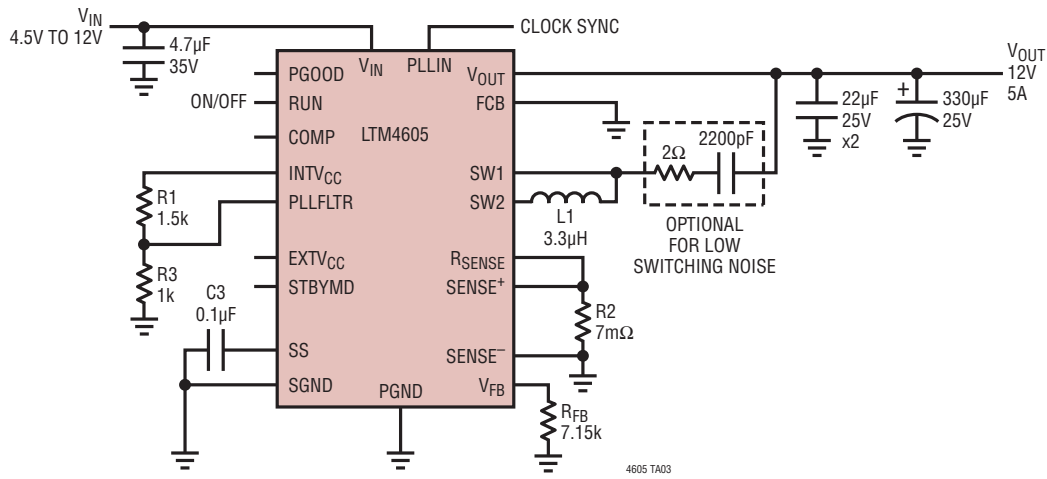 VIN
4.5V TO 12V
4.7µF
35V
CLOCK SYNC
VIN
PLLIN
PGOOD
ON/OFF
RUN
COMP
INTVCC
PLLFLTR
EXTVCC
STBYMD
SS
SGND
LTM4605
PGND
VOUT
FCB
SW1
SW2
RSENSE
SENSE+
SENSE–
VFB
R1
1.5k
R3
1k
C3
0.1µF
L1
3.3µH
2Ω
2200pF
OPTIONAL
FOR LOW
SWITCHING NOISE
R2
7mΩ
RFB
7.15k
22µF
25V
x2
+
330µF
25V
VOUT
12V
5A
4605 TA03